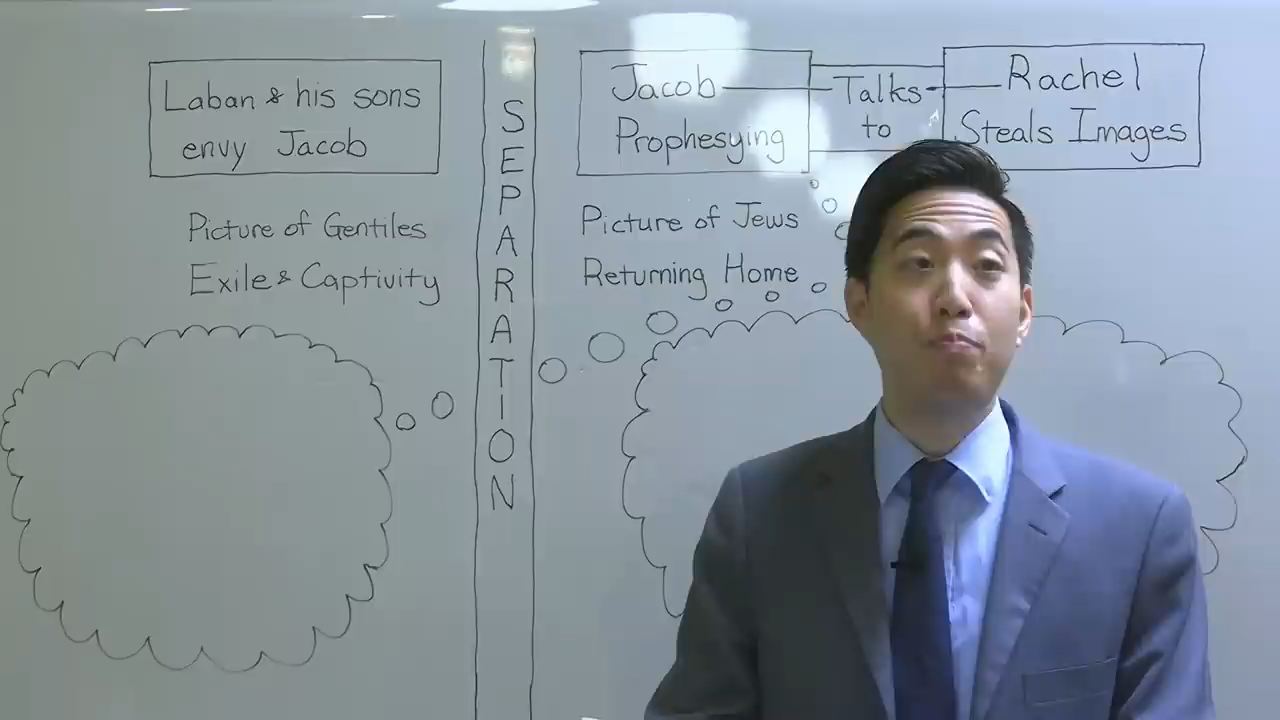 Laban & his sons
envy Jacob
Picture of Gentiles
Exile & Captivity
SEPARATION
Jacob
Prophesying
Talks
to
Rachel
Steals Images
Picture of Jews
Returning Home